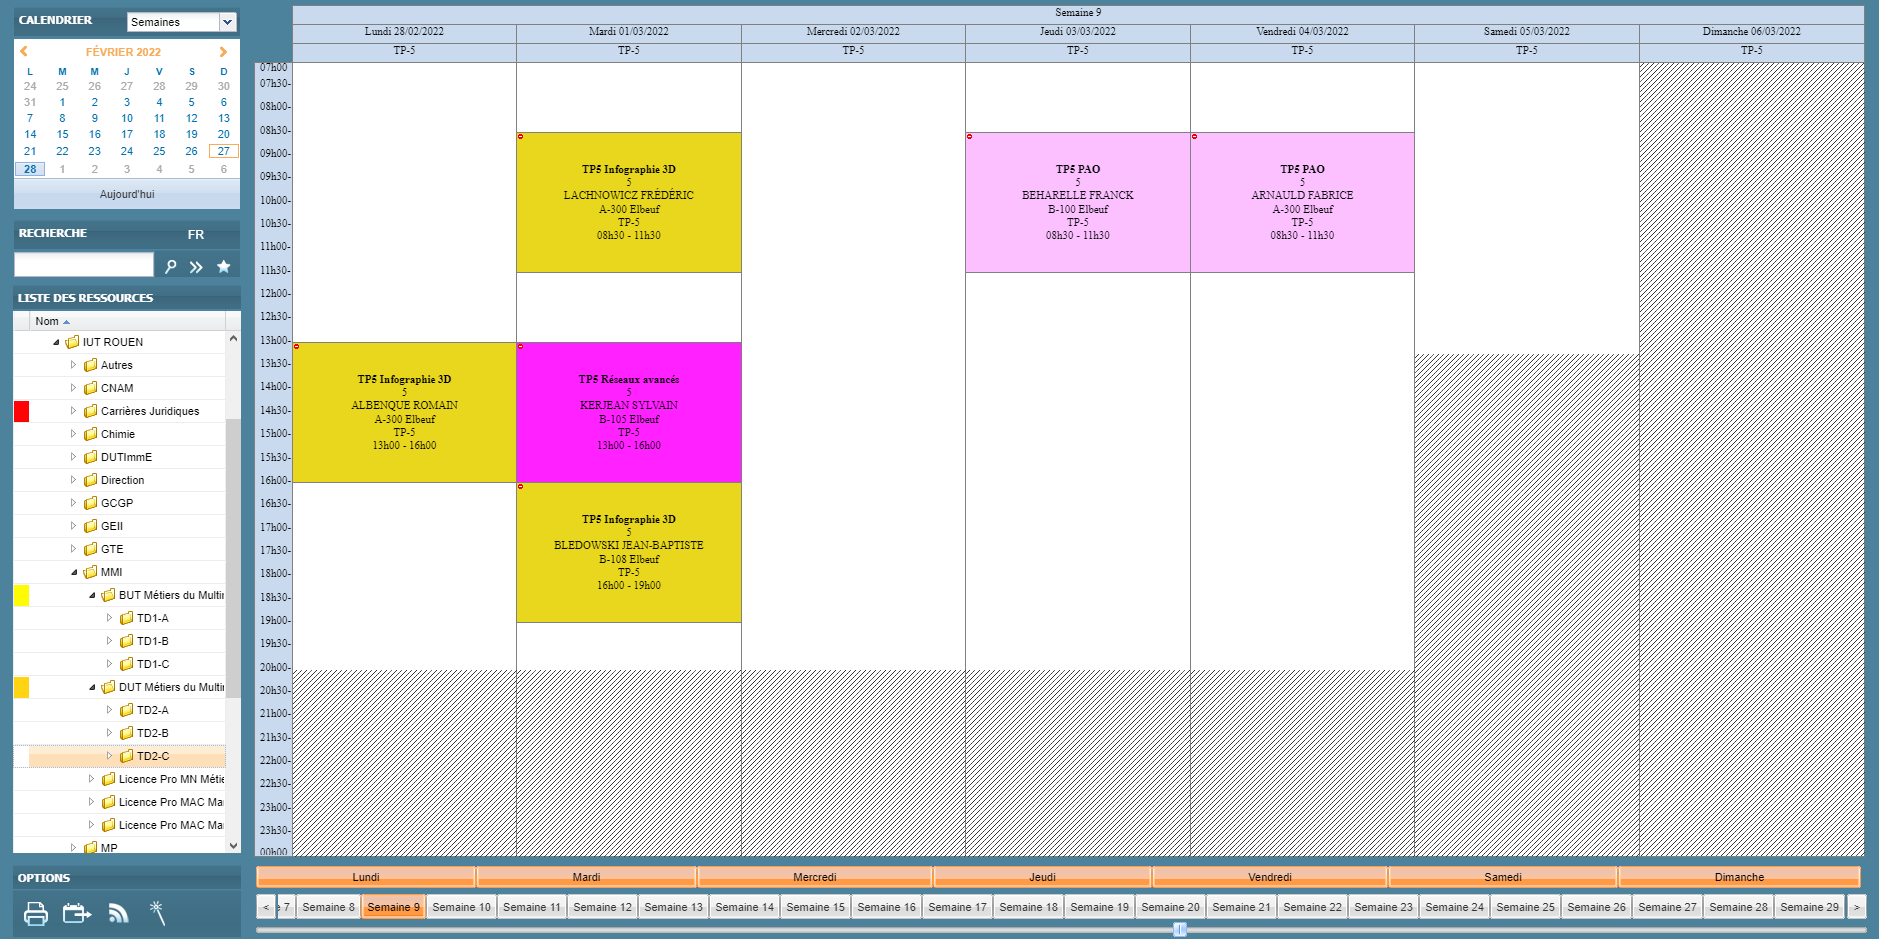 CALENDRIER
Semaines
FÉVRIER 2022
L M M J V S D
24 25 26 27 28 29 30
31 1 2 3 4 5 6
7 8 9 10 11 12 13
14 15 16 17 18 19 20
21 22 23 24 25 26 27
28 1 2 3 4 5 6
Aujourd'hui
RECHERCHE FR
LISTE DES RESSOURCES
Nom
IUT ROUEN
Autres
CNAM
Carrières Juridiques
Chimie
DUTImmE
Direction
GCGP
GEII
GTE
MMI
BUT Métiers du Multi
TD1-A
TD1-B
TD1-C
DUT Métiers du Multi
TD2-A
TD2-B
TD2-C
Licence Pro MN Métie
Licence Pro MAC Ma
Licence Pro MAC Ma
MP
OPTIONS
Semaine 9
Lundi 28/02/2022 Mardi 01/03/2022 Mercredi 02/03/2022 Jeudi 03/03/2022 Vendredi 04/03/2022 Samedi 05/03/2022 Dimanche 06/03/2022
TP-5 TP-5 TP-5 TP-5 TP-5 TP-5 TP-5
07h00
07h30-
08h00-
08h30-
09h00-
09h30-
10h00-
10h30-
11h00-
11h30-
12h00-
12h30-
13h00-
13h30-
14h00-
14h30-
15h00-
15h30-
16h00-
16h30-
17h00-
17h30-
18h00-
18h30-
19h00-
19h30-
20h00-
20h30-
21h00-
21h30-
22h00-
22h30-
23h00-
23h30-
00h00
TP5 Infographie 3D
5
ALBENQUE ROMAIN
A-300 Elbeuf
TP-5
13h00 - 16h00
TP5 Infographie 3D
5
LACHNOWICZ FRÉDÉRIC
A-300 Elbeuf
TP-5
08h30 - 11h30
TP5 Réseaux avancés
5
KERJEAN SYLVAIN
B-105 Elbeuf
TP-5
13h00 - 16h00
TP5 Infographie 3D
5
BLEDOWSKI JEAN-BAPTISTE
B-108 Elbeuf
TP-5
16h00 - 19h00
TP5 PAO
5
BEHARELLE FRANCK
B-100 Elbeuf
TP-5
08h30 - 11h30
TP5 PAO
5
ARNAULD FABRICE
A-300 Elbeuf
TP-5
08h30 - 11h30
Lundi Mardi Mercredi Jeudi Vendredi Samedi Dimanche
< 7 Semaine 8 Semaine 9 Semaine 10 Semaine 11 Semaine 12 Semaine 13 Semaine 14 Semaine 15 Semaine 16 Semaine 17 Semaine 18 Semaine 19 Semaine 20 Semaine 21 Semaine 22 Semaine 23 Semaine 24 Semaine 25 Semaine 26 Semaine 27 Semaine 28 Semaine 29 >